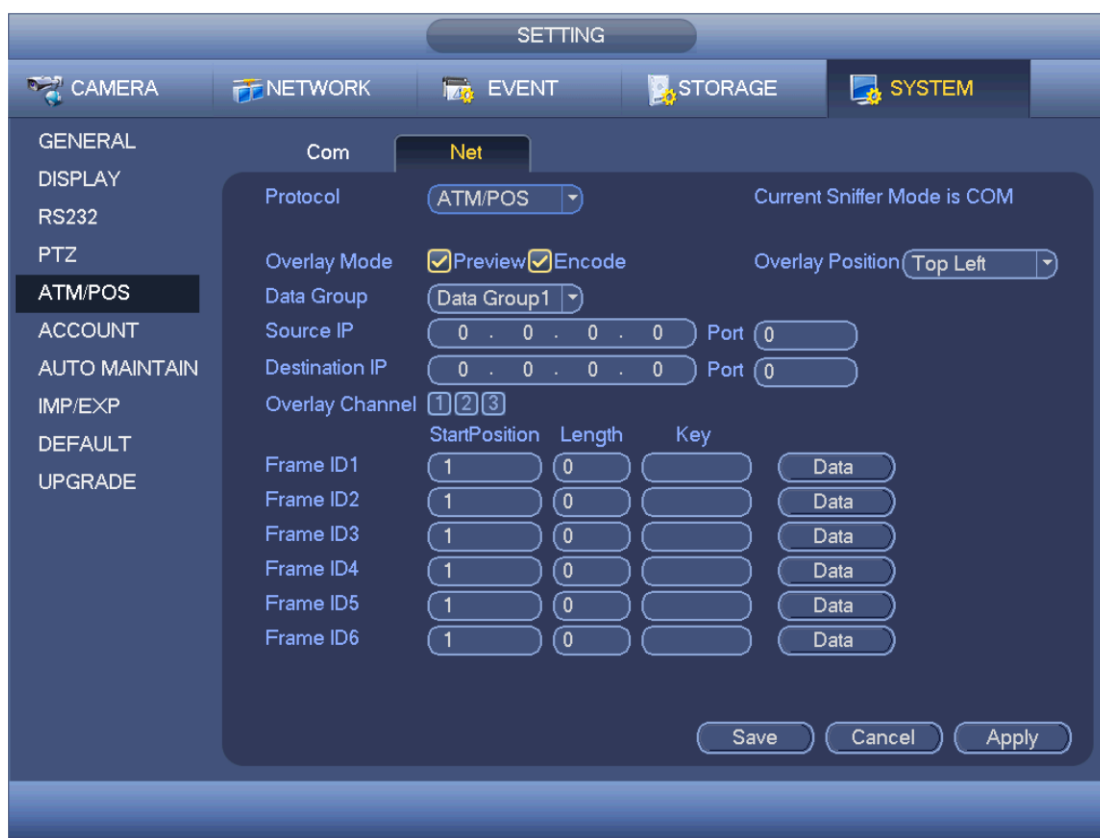 SETTING
CAMERA NETWORK EVENT STORAGE SYSTEM
GENERAL
DISPLAY
RS232
PTZ
ATM/POS
ACCOUNT
AUTO MAINTAIN
IMP/EXP
DEFAULT
UPGRADE
Com Net
Protocol ATM/POS Current Sniffer Mode is COM
Overlay Mode Preview Encode Overlay Position Top Left
Data Group Data Group1
Source IP 0 . 0 . 0 . 0 Port 0
Destination IP 0 . 0 . 0 . 0 Port 0
Overlay Channel 1 2 3
StartPosition Length Key
Frame ID1 1 0 Data
Frame ID2 1 0 Data
Frame ID3 1 0 Data
Frame ID4 1 0 Data
Frame ID5 1 0 Data
Frame ID6 1 0 Data
Save Cancel Apply